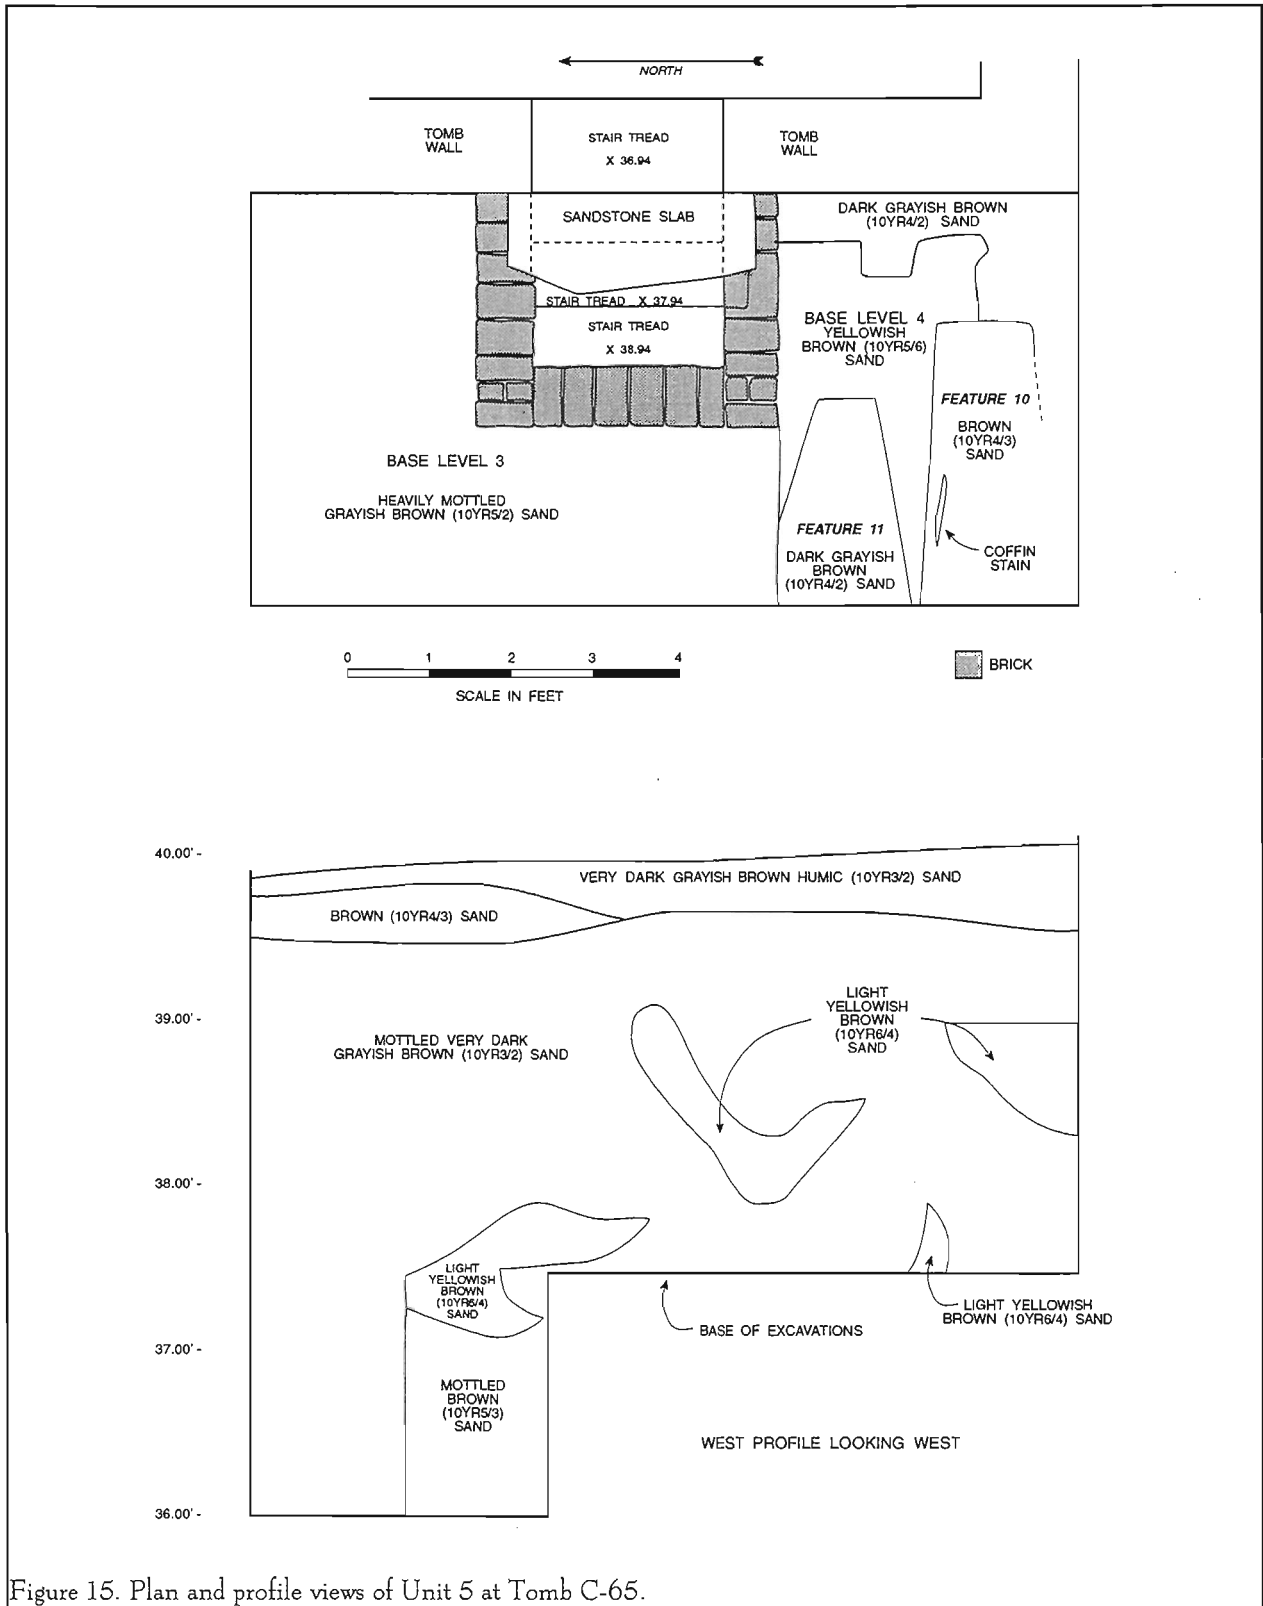 NORTH
TOMB
WALL
STAIR TREAD
X 36.94
TOMB
WALL
SANDSTONE SLAB
DARK GRAYISH BROWN
(10YR4/2) SAND
STAIR TREAD X 37.94
STAIR TREAD
X 38.94
BASE LEVEL 4
YELLOWISH
BROWN (10YR5/6)
SAND
FEATURE 10
BROWN
(10YR4/3)
SAND
BASE LEVEL 3
HEAVILY MOTTLED
GRAYISH BROWN (10YR5/2) SAND
FEATURE 11
DARK GRAYISH
BROWN
(10YR4/2) SAND
COFFIN
STAIN
0 1 2 3 4
SCALE IN FEET
BRICK
40.00' -
VERY DARK GRAYISH BROWN HUMIC (10YR3/2) SAND
BROWN (10YR4/3) SAND
39.00' -
MOTTLED VERY DARK
GRAYISH BROWN (10YR3/2) SAND
LIGHT
YELLOWISH
BROWN
(10YR6/4)
SAND
38.00' -
LIGHT
YELLOWISH
BROWN
(10YR6/4)
SAND
LIGHT YELLOWISH
BROWN (10YR6/4) SAND
BASE OF EXCAVATIONS
37.00' -
MOTTLED
BROWN
(10YR5/3)
SAND
WEST PROFILE LOOKING WEST
36.00' -
Figure 15. Plan and profile views of Unit 5 at Tomb C-65.